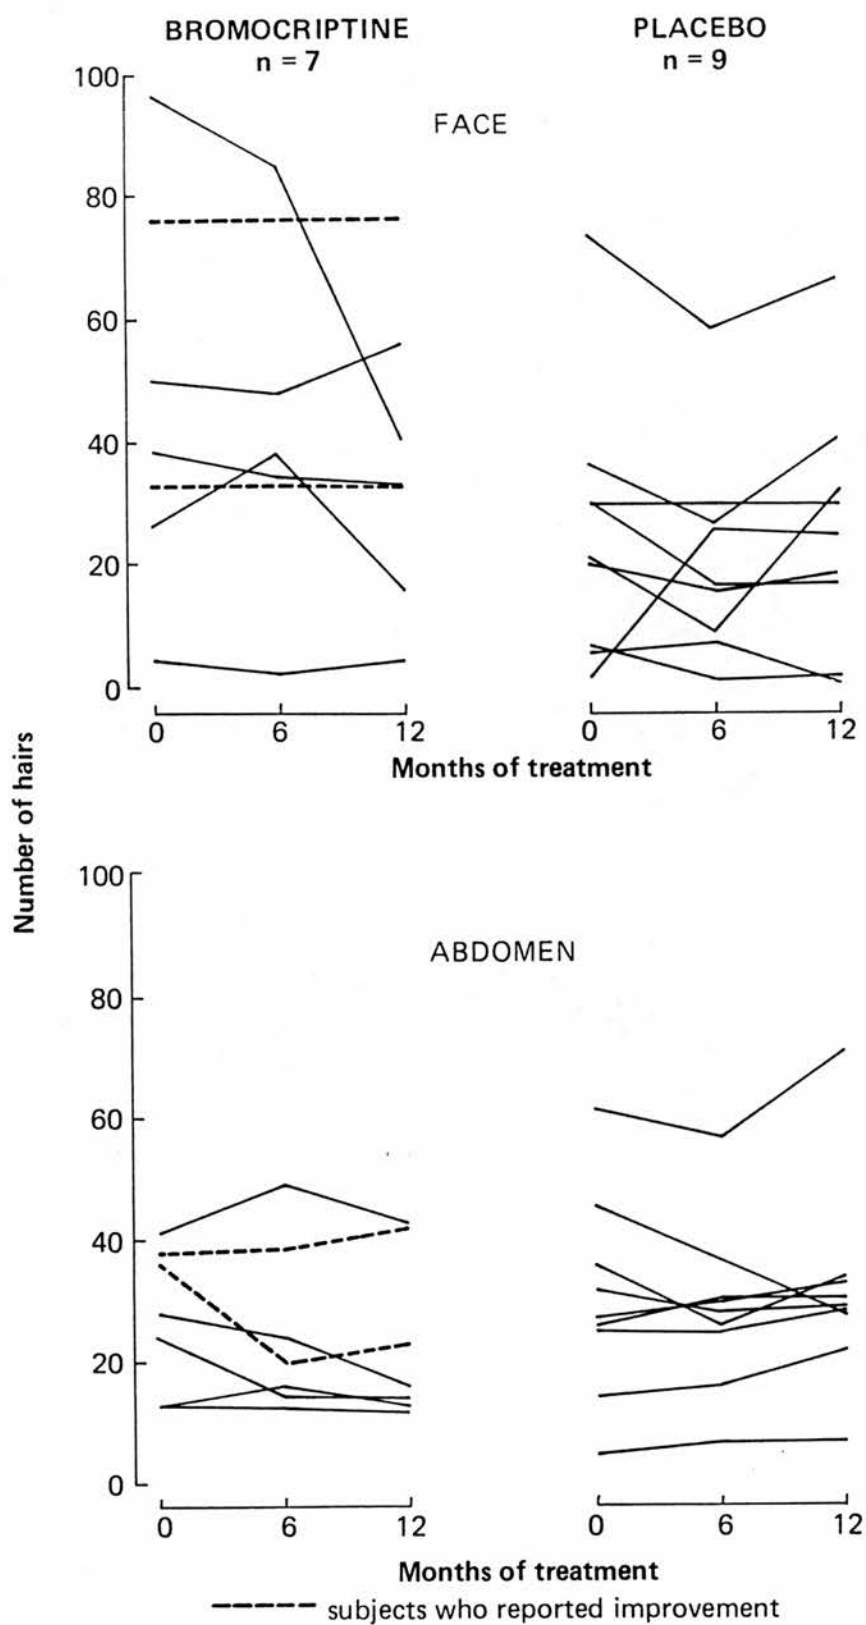 BROMOCRIPTINE
n = 7
PLACEBO
n = 9
FACE
100
80
60
40
20
0
0 6 12
0 6 12
Months of treatment
Number of hairs
100
80
60
40
20
0
ABDOMEN
0 6 12
0 6 12
Months of treatment
subjects who reported improvement